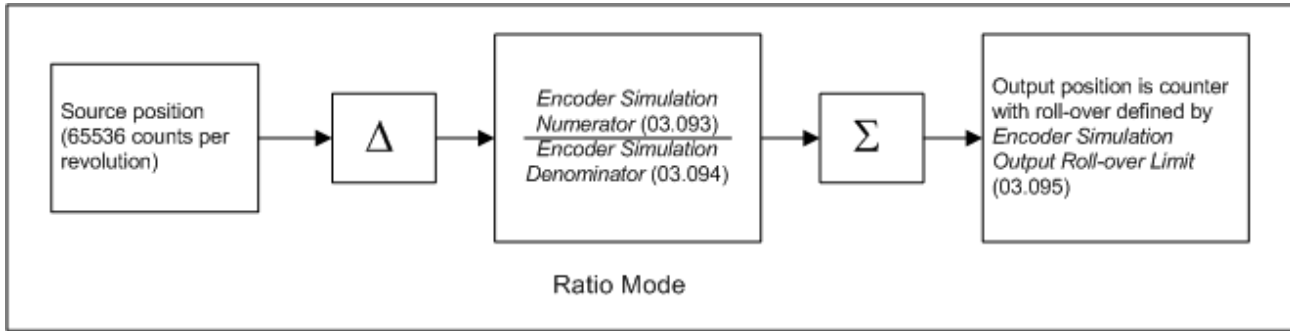 Source position
(65536 counts per
revolution)
Δ
Encoder Simulation
Numerator (03.093)
Encoder Simulation
Denominator (03.094)
Σ
Output position is counter
with roll-over defined by
Encoder Simulation
Output Roll-over Limit
(03.095)
Ratio Mode